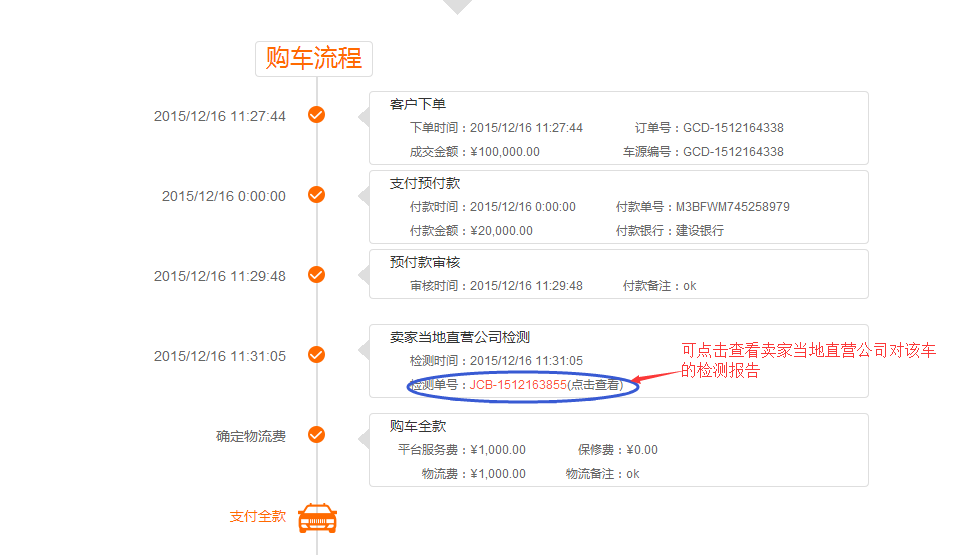 购车流程
2015/12/16 11:27:44
客户下单
下单时间：2015/12/16 11:27:44 订单号：GCD-1512164338
成交金额：¥100,000.00 车源编号：GCD-1512164338
2015/12/16 0:00:00
支付预付款
付款时间：2015/12/16 0:00:00 付款单号：M3BFWM745258979
付款金额：¥20,000.00 付款银行：建设银行
2015/12/16 11:29:48
预付款审核
审核时间：2015/12/16 11:29:48 付款备注：ok
2015/12/16 11:31:05
卖家当地直营公司检测
检测时间：2015/12/16 11:31:05
检测单号：JCB-1512163855(点击查看)
可点击查看卖家当地直营公司对该车
的检测报告
确定物流费
购车全款
平台服务费：¥1,000.00 保修费：¥0.00
物流费：¥1,000.00 物流备注：ok
支付全款